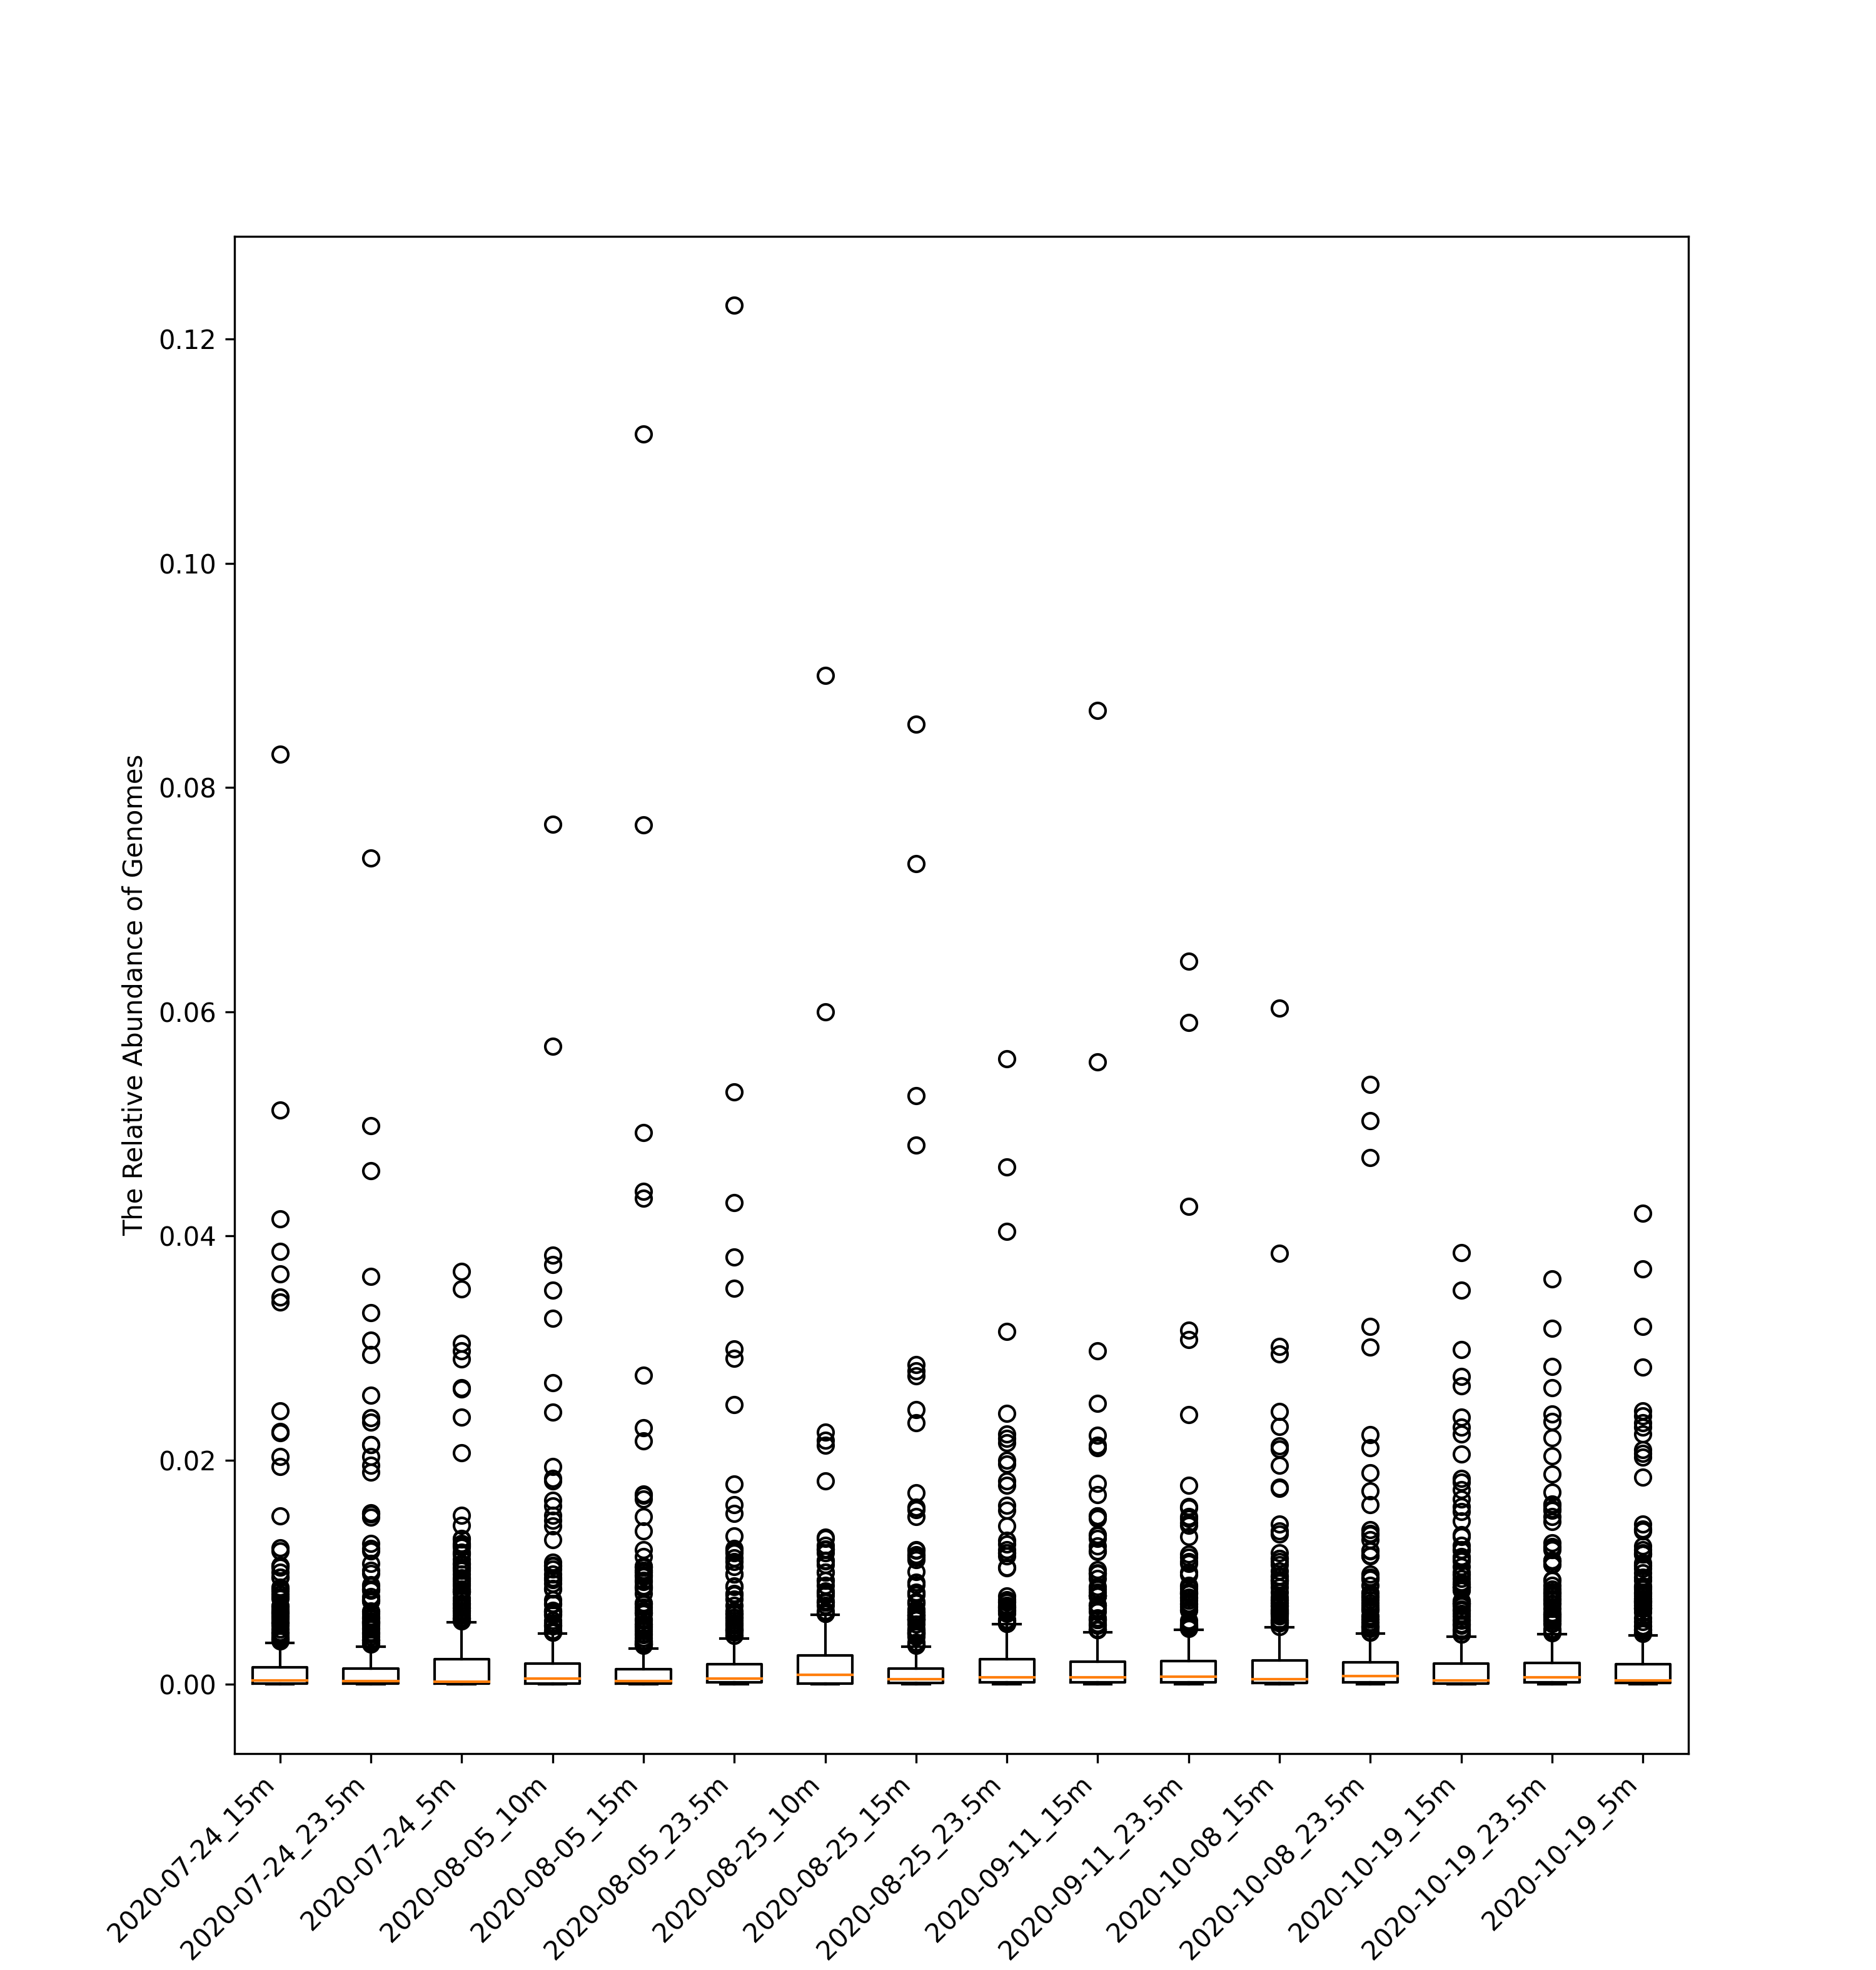 The Relative Abundance of Genomes
0.12
0.10
0.08
0.06
0.04
0.02
0.00
2020-07-24_15m
2020-07-24_23.5m
2020-07-24_5m
2020-08-05_10m
2020-08-05_15m
2020-08-05_23.5m
2020-08-25_10m
2020-08-25_15m
2020-08-25_23.5m
2020-09-11_15m
2020-09-11_23.5m
2020-10-08_15m
2020-10-08_23.5m
2020-10-19_15m
2020-10-19_23.5m
2020-10-19_5m